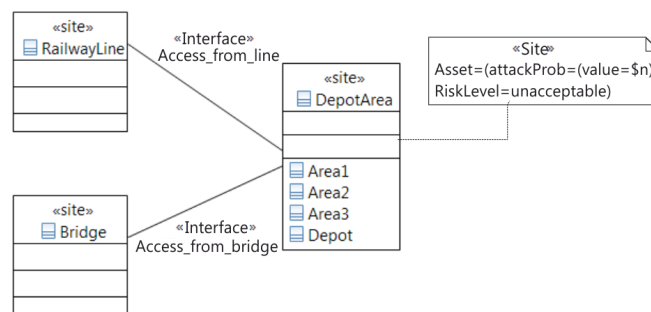 «site»
RailwayLine
«Interface»
Access_from_line
«site»
DepotArea
Area1
Area2
Area3
Depot
«Site»
Asset=(attackProb=(value=$n)
RiskLevel=unacceptable)
«site»
Bridge
«Interface»
Access_from_bridge